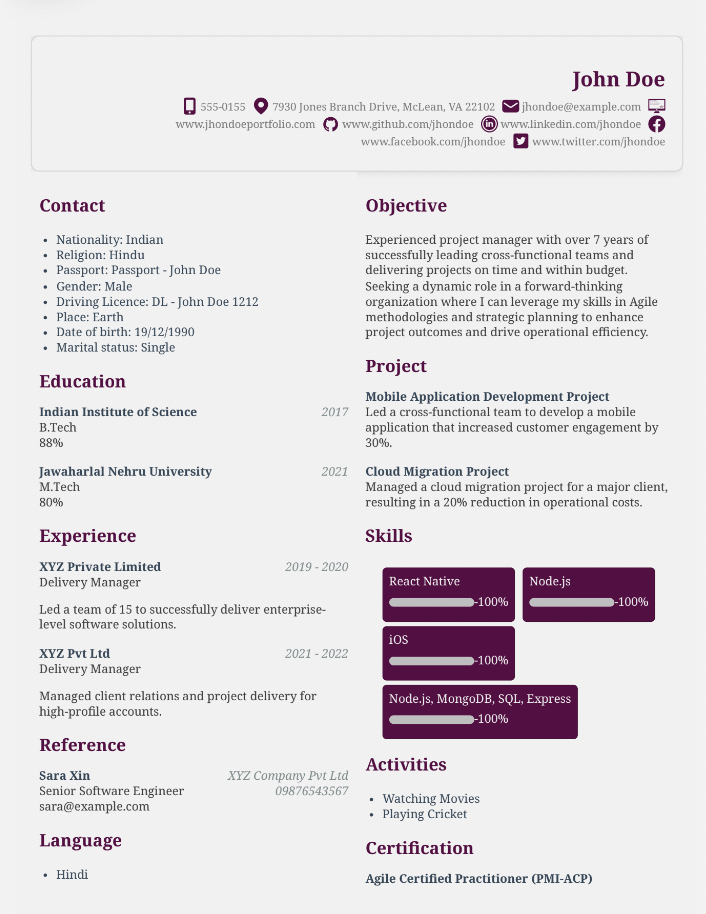 John Doe
555-0155 7930 Jones Branch Drive, McLean, VA 22102 jhondoe@example.com
www.jhondoeportfolio.com www.github.com/jhondoe www.linkedin.com/jhondoe
www.facebook.com/jhondoe www.twitter.com/jhondoe
Contact
• Nationality: Indian
• Religion: Hindu
• Passport: Passport - John Doe
• Gender: Male
• Driving Licence: DL - John Doe 1212
• Place: Earth
• Date of birth: 19/12/1990
• Marital status: Single
Education
Indian Institute of Science 2017
B.Tech
88%
Jawaharlal Nehru University 2021
M.Tech
80%
Experience
XYZ Private Limited 2019 - 2020
Delivery Manager
Led a team of 15 to successfully deliver enterprise-
level software solutions.
XYZ Pvt Ltd 2021 - 2022
Delivery Manager
Managed client relations and project delivery for
high-profile accounts.
Reference
Sara Xin XYZ Company Pvt Ltd
Senior Software Engineer 09876543567
sara@example.com
Language
• Hindi
Objective
Experienced project manager with over 7 years of
successfully leading cross-functional teams and
delivering projects on time and within budget.
Seeking a dynamic role in a forward-thinking
organization where I can leverage my skills in Agile
methodologies and strategic planning to enhance
project outcomes and drive operational efficiency.
Project
Mobile Application Development Project
Led a cross-functional team to develop a mobile
application that increased customer engagement by
30%.
Cloud Migration Project
Managed a cloud migration project for a major client,
resulting in a 20% reduction in operational costs.
Skills
React Native Node.js
-100% -100%
iOS
-100%
Node.js, MongoDB, SQL, Express
-100%
Activities
• Watching Movies
• Playing Cricket
Certification
Agile Certified Practitioner (PMI-ACP)